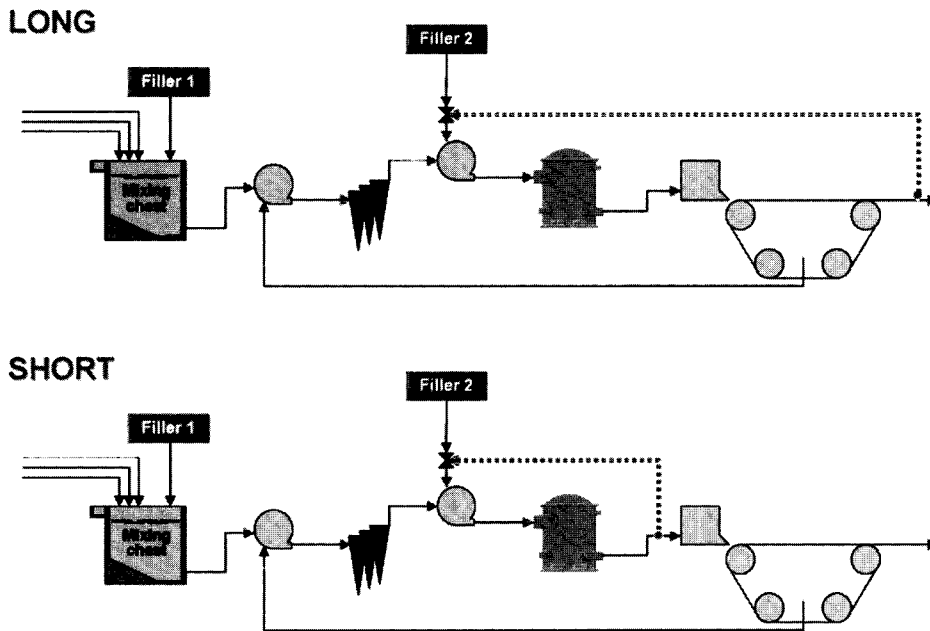 LONG
Filler 2
Filler 1
Mixing
chest
SHORT
Filler 2
Filler 1
Mixing
chest